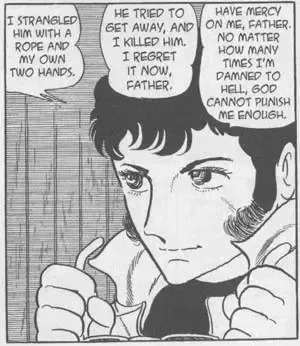 HAVE MERCY
ON ME, FATHER.
NO MATTER
HOW MANY
TIMES I'M
DAMNED TO
HELL, GOD
CANNOT PUNISH
ME ENOUGH.
HE TRIED TO
GET AWAY, AND
I KILLED HIM.
I REGRET
IT NOW,
FATHER.
I STRANGLED
HIM WITH A
ROPE AND
MY OWN
TWO HANDS.